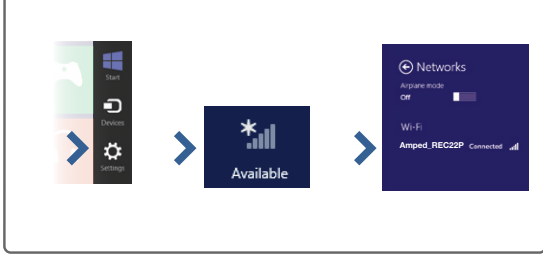 Start
Devices
Settings
Available
Networks
Airplane mode
Off
Wi-Fi
Amped_REC22P Connected